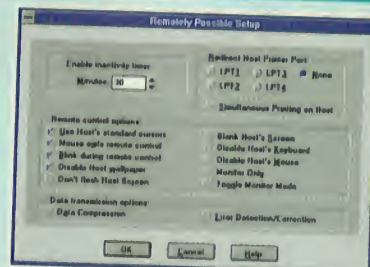 Remotely Possible Setup
Enable inactivity timer
Minutes: 30
Redirect Host Printer Port
LPT1 LPT3 None
LPT2 LPT4
Simultaneous Printing on Host
Remote control options
Use Host's standard cursors
Mouse only remote control
Blink during remote control
Disable Host wallpaper
Don't flash Host Screen
Blank Host's Screen
Disable Host's Keyboard
Disable Host's Mouse
Monitor Only
Toggle Monitor Mode
Data transmission options
Data Compression
Error Detection/Correction
OK Cancel Help